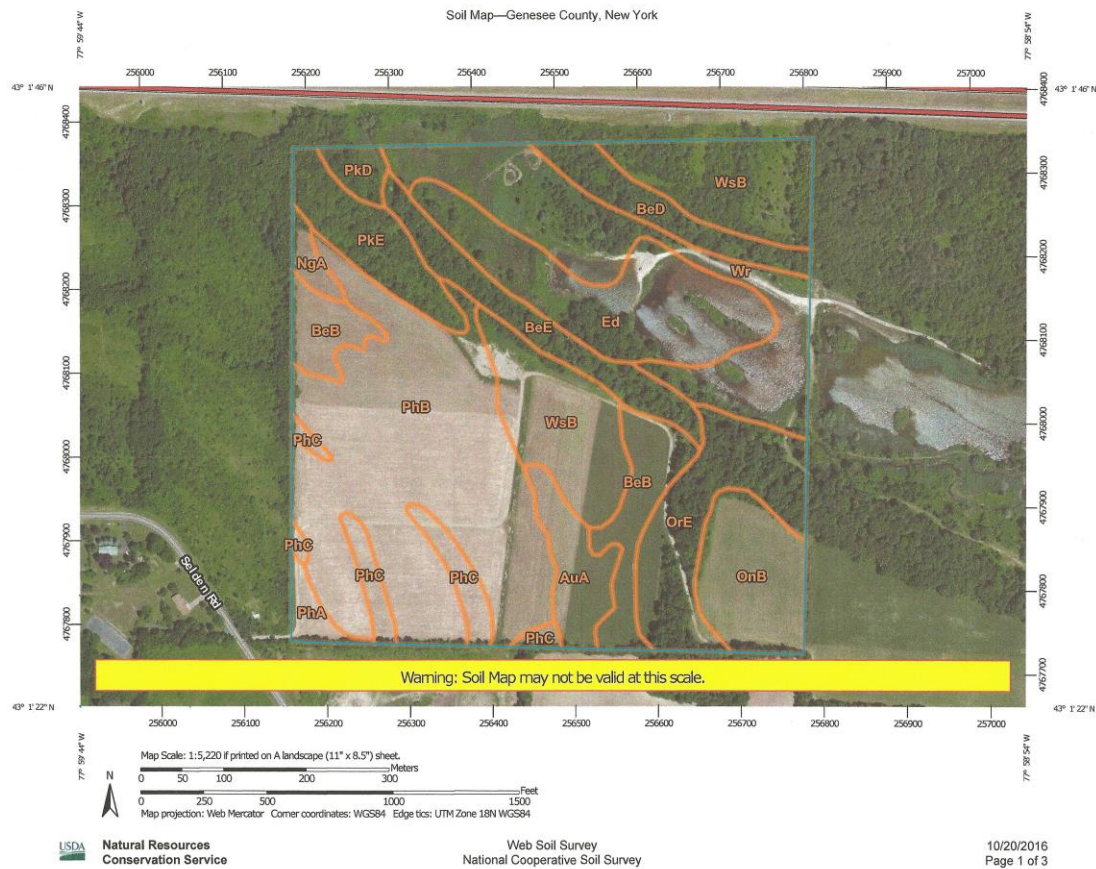 Soil Map—Genesee County, New York
77° 59' 44" W
77° 58' 54" W
256000 256100 256200 256300 256400 256500 256600 256700 256800 256900 257000
43° 1' 46" N
43° 1' 46" N
4768400
4768300
4768200
4768100
4768000
4767900
4767800
4768400
4768300
4768200
4768100
4768000
4767900
4767800
4767700
PkD
WsB
BeD
PkE
NgA
Wr
BeB
Ed
BeE
PhB
WsB
PhC
BeB
OrE
PhC
PhC
PhC
AuA
OnB
PhA
PhC
Selden Rd
Warning: Soil Map may not be valid at this scale.
43° 1' 22" N
43° 1' 22" N
256000 256100 256200 256300 256400 256500 256600 256700 256800 256900 257000
77° 59' 44" W
77° 58' 54" W
Map Scale: 1:5,220 if printed on A landscape (11" x 8.5") sheet.
N
Meters
0 50 100 200 300
Feet
0 250 500 1000 1500
Map projection: Web Mercator Corner coordinates: WGS84 Edge tics: UTM Zone 18N WGS84
USDA
Natural Resources
Conservation Service
Web Soil Survey
National Cooperative Soil Survey
10/20/2016
Page 1 of 3